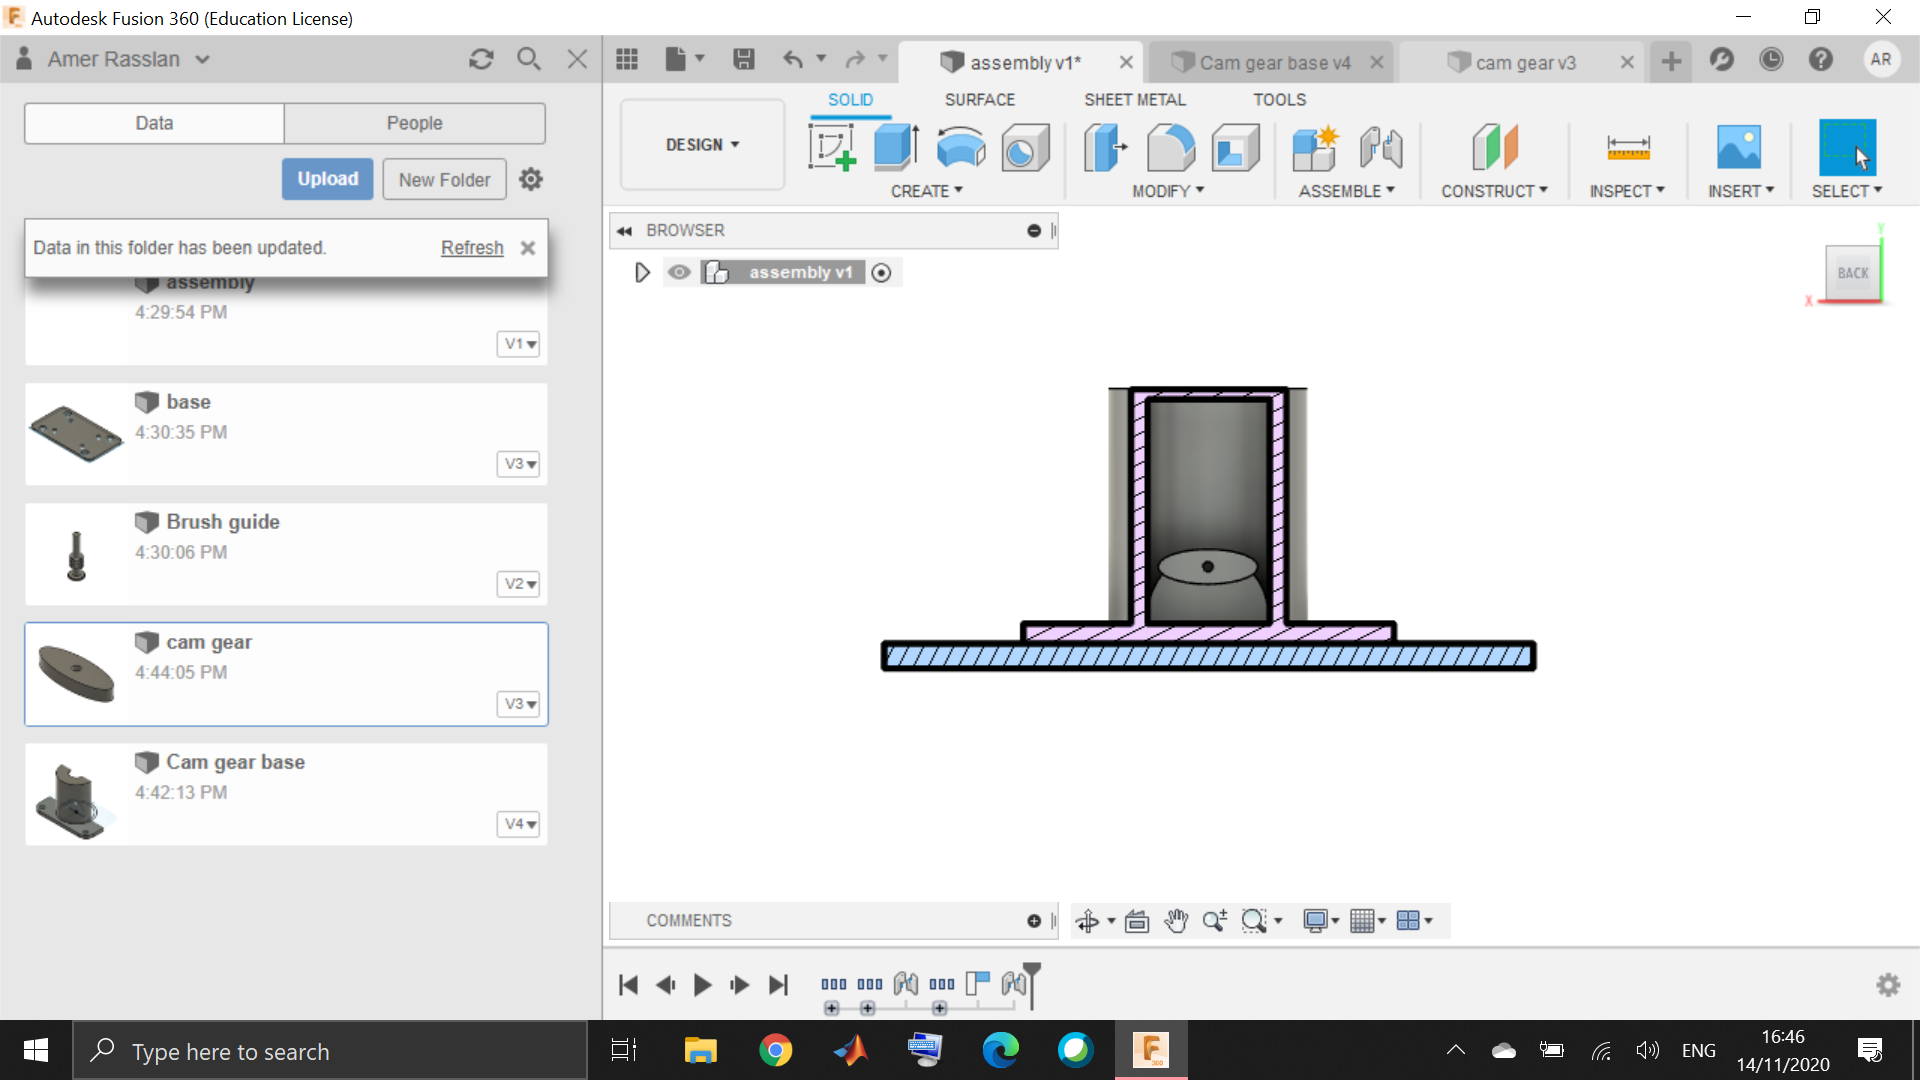 Autodesk Fusion 360 (Education License)
Amer Rasslan
assembly v1*
Cam gear base v4
cam gear v3
AR
Data
People
SOLID
SURFACE
SHEET METAL
TOOLS
DESIGN
Upload
New Folder
CREATE
MODIFY
ASSEMBLE
CONSTRUCT
INSPECT
INSERT
SELECT
Data in this folder has been updated.
Refresh
BROWSER
assembly v1
Y
BACK
X
assembly
4:29:54 PM
V1
base
4:30:35 PM
V3
Brush guide
4:30:06 PM
V2
cam gear
4:44:05 PM
V3
Cam gear base
4:42:13 PM
V4
COMMENTS
Type here to search
F
360
ENG
16:46
14/11/2020